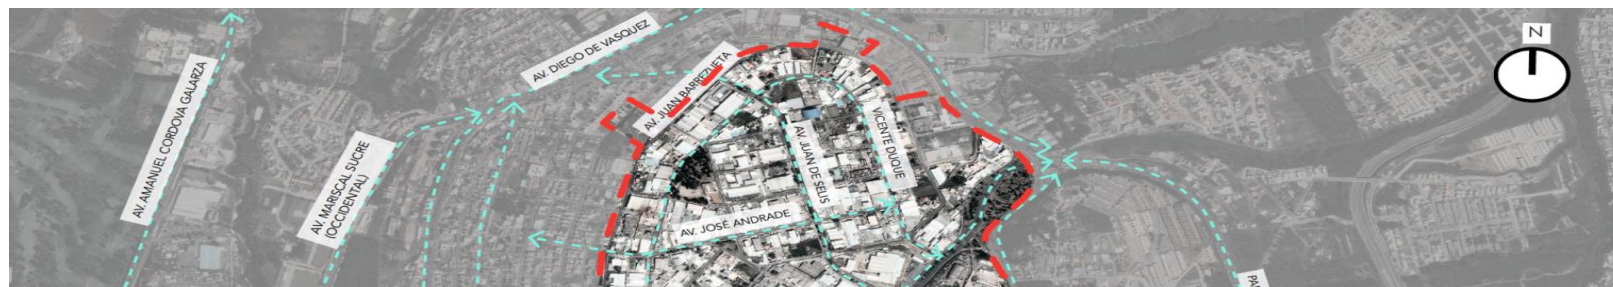 N
AV. DIEGO DE VASQUEZ
AV. AMANUEL CORDOVA GALARZA
AV. JUAN BARREZUETA
AV. MARISCAL SUCRE
(OCCIDENTAL)
AV. JUAN DE SELIS
VICENTE DUQUE
AV. JOSÉ ANDRADE